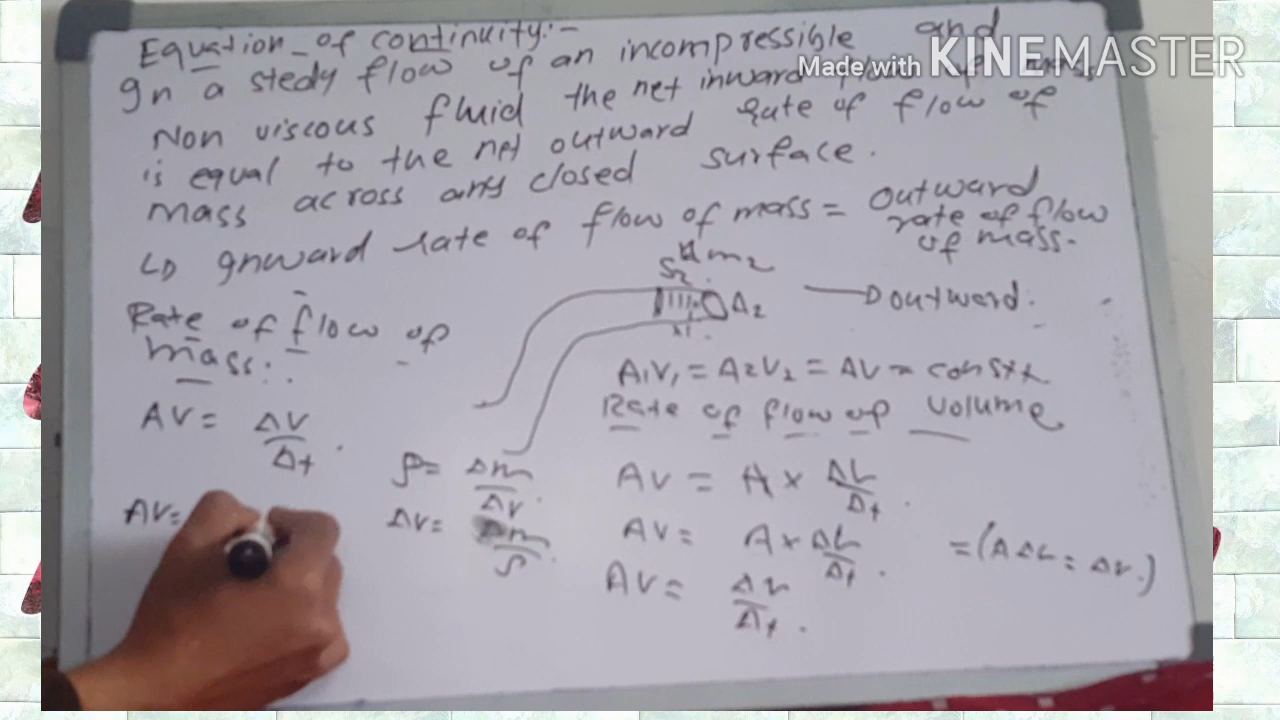 Equation of continuity:-
In a stedy flow of an incompressible and
Non viscous fluid the net inward
is equal to the net outward rate of flow of
mass across any closed surface.
Inward rate of flow of mass = outward
rate of flow
of mass.
Made with KINEMASTER
S2 Δm2
A2
→ outward.
Rate of flow of
mass:
A1V1 = A2V2 = AV =
Rate of flow of volume
AV = ΔV/Δt
ρ = Δm/ΔV
AV = A × ΔL/Δt
AV =
ΔV = Δm/ρ
AV = A × ΔL/Δt = (AΔL = ΔV.)
AV = ΔV/Δt